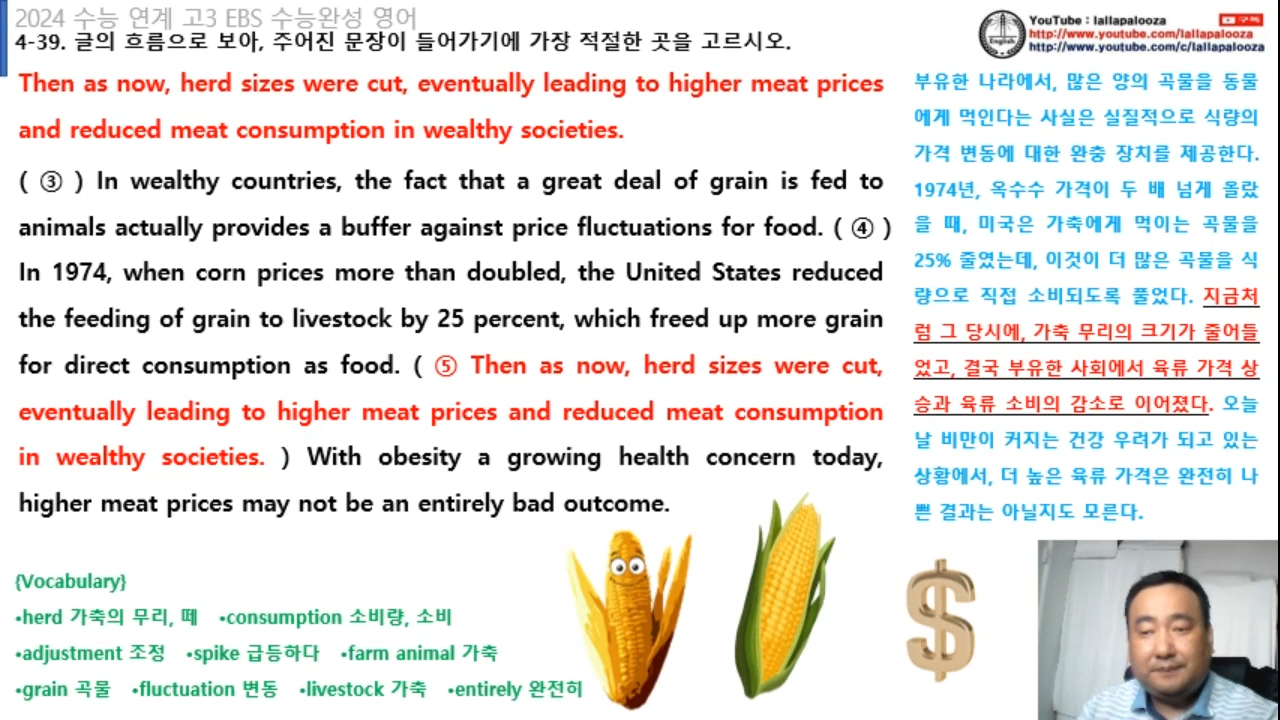 2024 수능 연계 고3 EBS 수능완성 영어
4-39. 글의 흐름으로 보아, 주어진 문장이 들어가기에 가장 적절한 곳을 고르시오.
YouTube : lallapalooza
구독
http://www.youtube.com/lallapalooza
http://www.youtube.com/c/lallapalooza
English
Then as now, herd sizes were cut, eventually leading to higher meat prices
and reduced meat consumption in wealthy societies.
( ③ ) In wealthy countries, the fact that a great deal of grain is fed to
animals actually provides a buffer against price fluctuations for food. ( ④ )
In 1974, when corn prices more than doubled, the United States reduced
the feeding of grain to livestock by 25 percent, which freed up more grain
for direct consumption as food. ( ⑤ Then as now, herd sizes were cut,
eventually leading to higher meat prices and reduced meat consumption
in wealthy societies. ) With obesity a growing health concern today,
higher meat prices may not be an entirely bad outcome.
부유한 나라에서, 많은 양의 곡물을 동물
에게 먹인다는 사실은 실질적으로 식량의
가격 변동에 대한 완충 장치를 제공한다.
1974년, 옥수수 가격이 두 배 넘게 올랐
을 때, 미국은 가축에게 먹이는 곡물을
25% 줄였는데, 이것이 더 많은 곡물을 식
량으로 직접 소비되도록 풀었다. 지금처
럼 그 당시에, 가축 무리의 크기가 줄어들
었고, 결국 부유한 사회에서 육류 가격 상
승과 육류 소비의 감소로 이어졌다. 오늘
날 비만이 커지는 건강 우려가 되고 있는
상황에서, 더 높은 육류 가격은 완전히 나
쁜 결과는 아닐지도 모른다.
{Vocabulary}
•herd 가축의 무리, 떼 •consumption 소비량, 소비
•adjustment 조정 •spike 급등하다 •farm animal 가축
•grain 곡물 •fluctuation 변동 •livestock 가축 •entirely 완전히